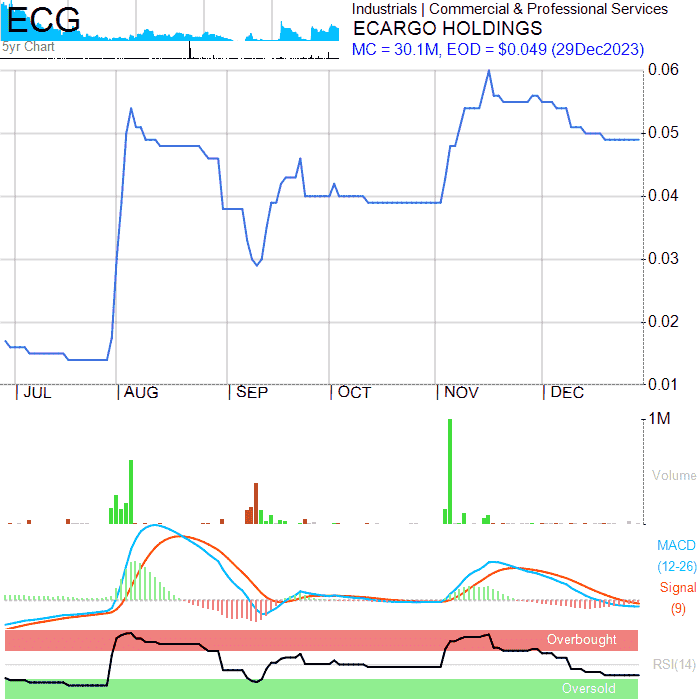 ECG
5yr Chart
Industrials | Commercial & Professional Services
ECARGO HOLDINGS
MC = 30.1M, EOD = $0.049 (29Dec2023)
0.06
0.05
0.04
0.03
0.02
0.01
JUL AUG SEP OCT NOV DEC
1M
Volume
MACD
(12-26)
Signal
(9)
Overbought
RSI(14)
Oversold